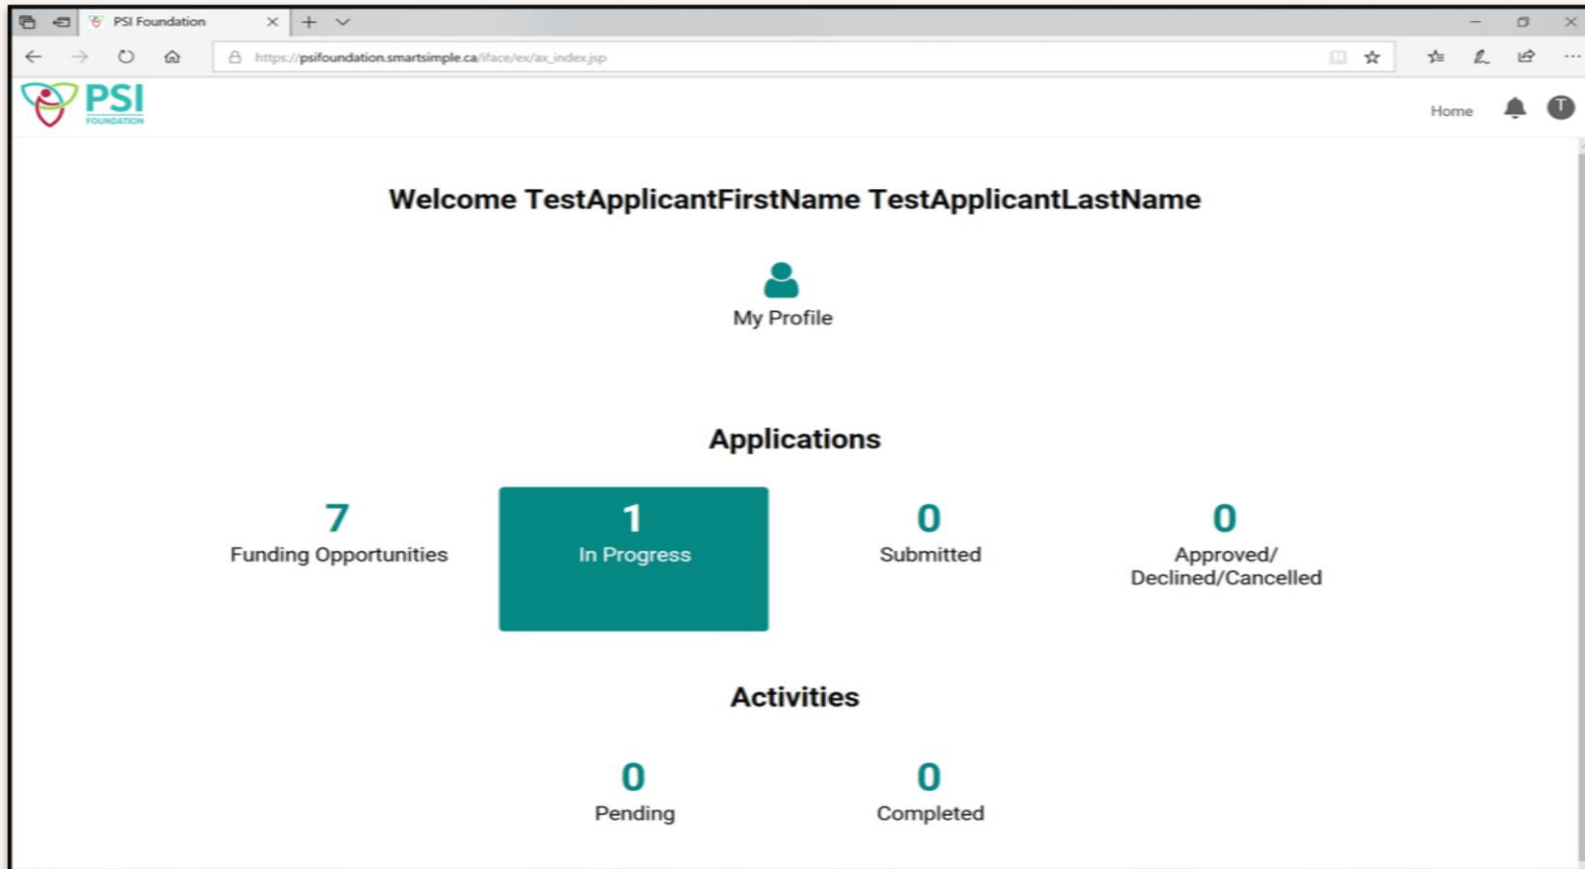 PSI Foundation
https://psifoundation.smartsimple.ca/iface/ex/ax_index.jsp
PSI
FOUNDATION
Home
T
Welcome TestApplicantFirstName TestApplicantLastName
My Profile
Applications
7
Funding Opportunities
1
In Progress
0
Submitted
0
Approved/
Declined/Cancelled
Activities
0
Pending
0
Completed